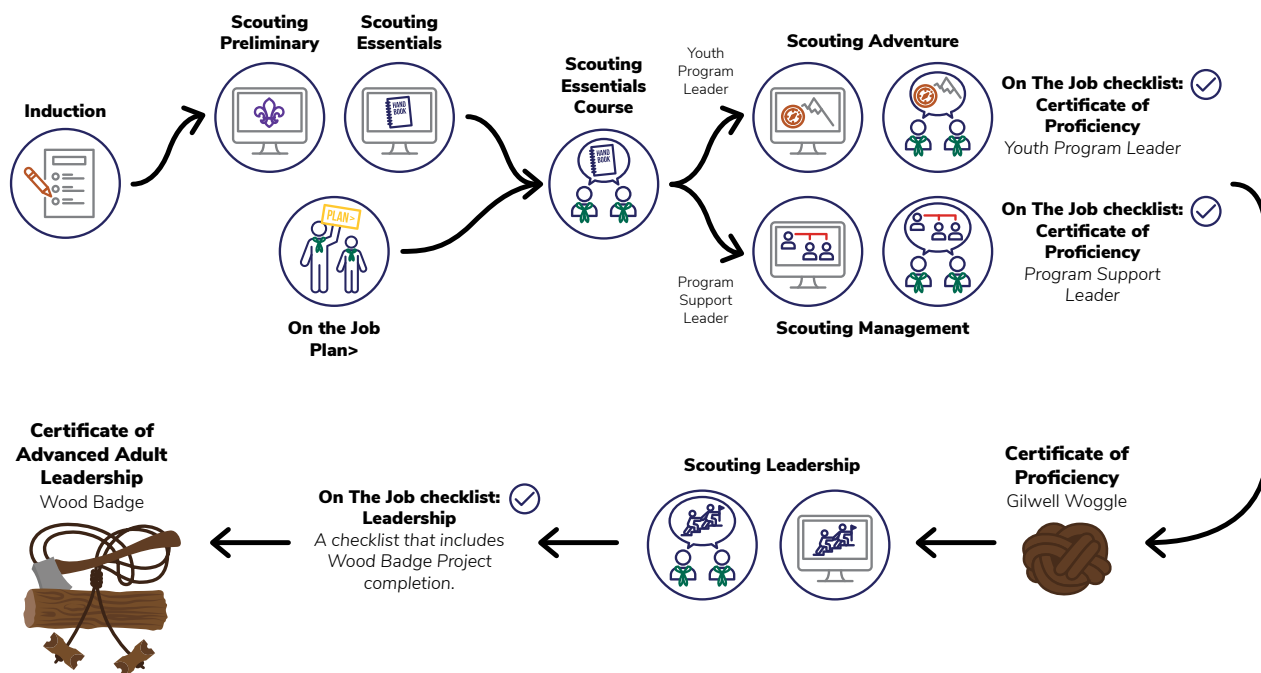 Induction
Scouting
Preliminary
Scouting
Essentials
HAND
BOOK
PLAN>
On the Job
Plan>
Scouting
Essentials
Course
HAND
BOOK
Youth
Program
Leader
Scouting Adventure
On The Job checklist:
Certificate of
Proficiency
Youth Program Leader
Program
Support
Leader
Scouting Management
On The Job checklist:
Certificate of
Proficiency
Program Support
Leader
Certificate of
Proficiency
Gilwell Woggle
Scouting Leadership
On The Job checklist:
Leadership
A checklist that includes
Wood Badge Project
completion.
Certificate of
Advanced Adult
Leadership
Wood Badge